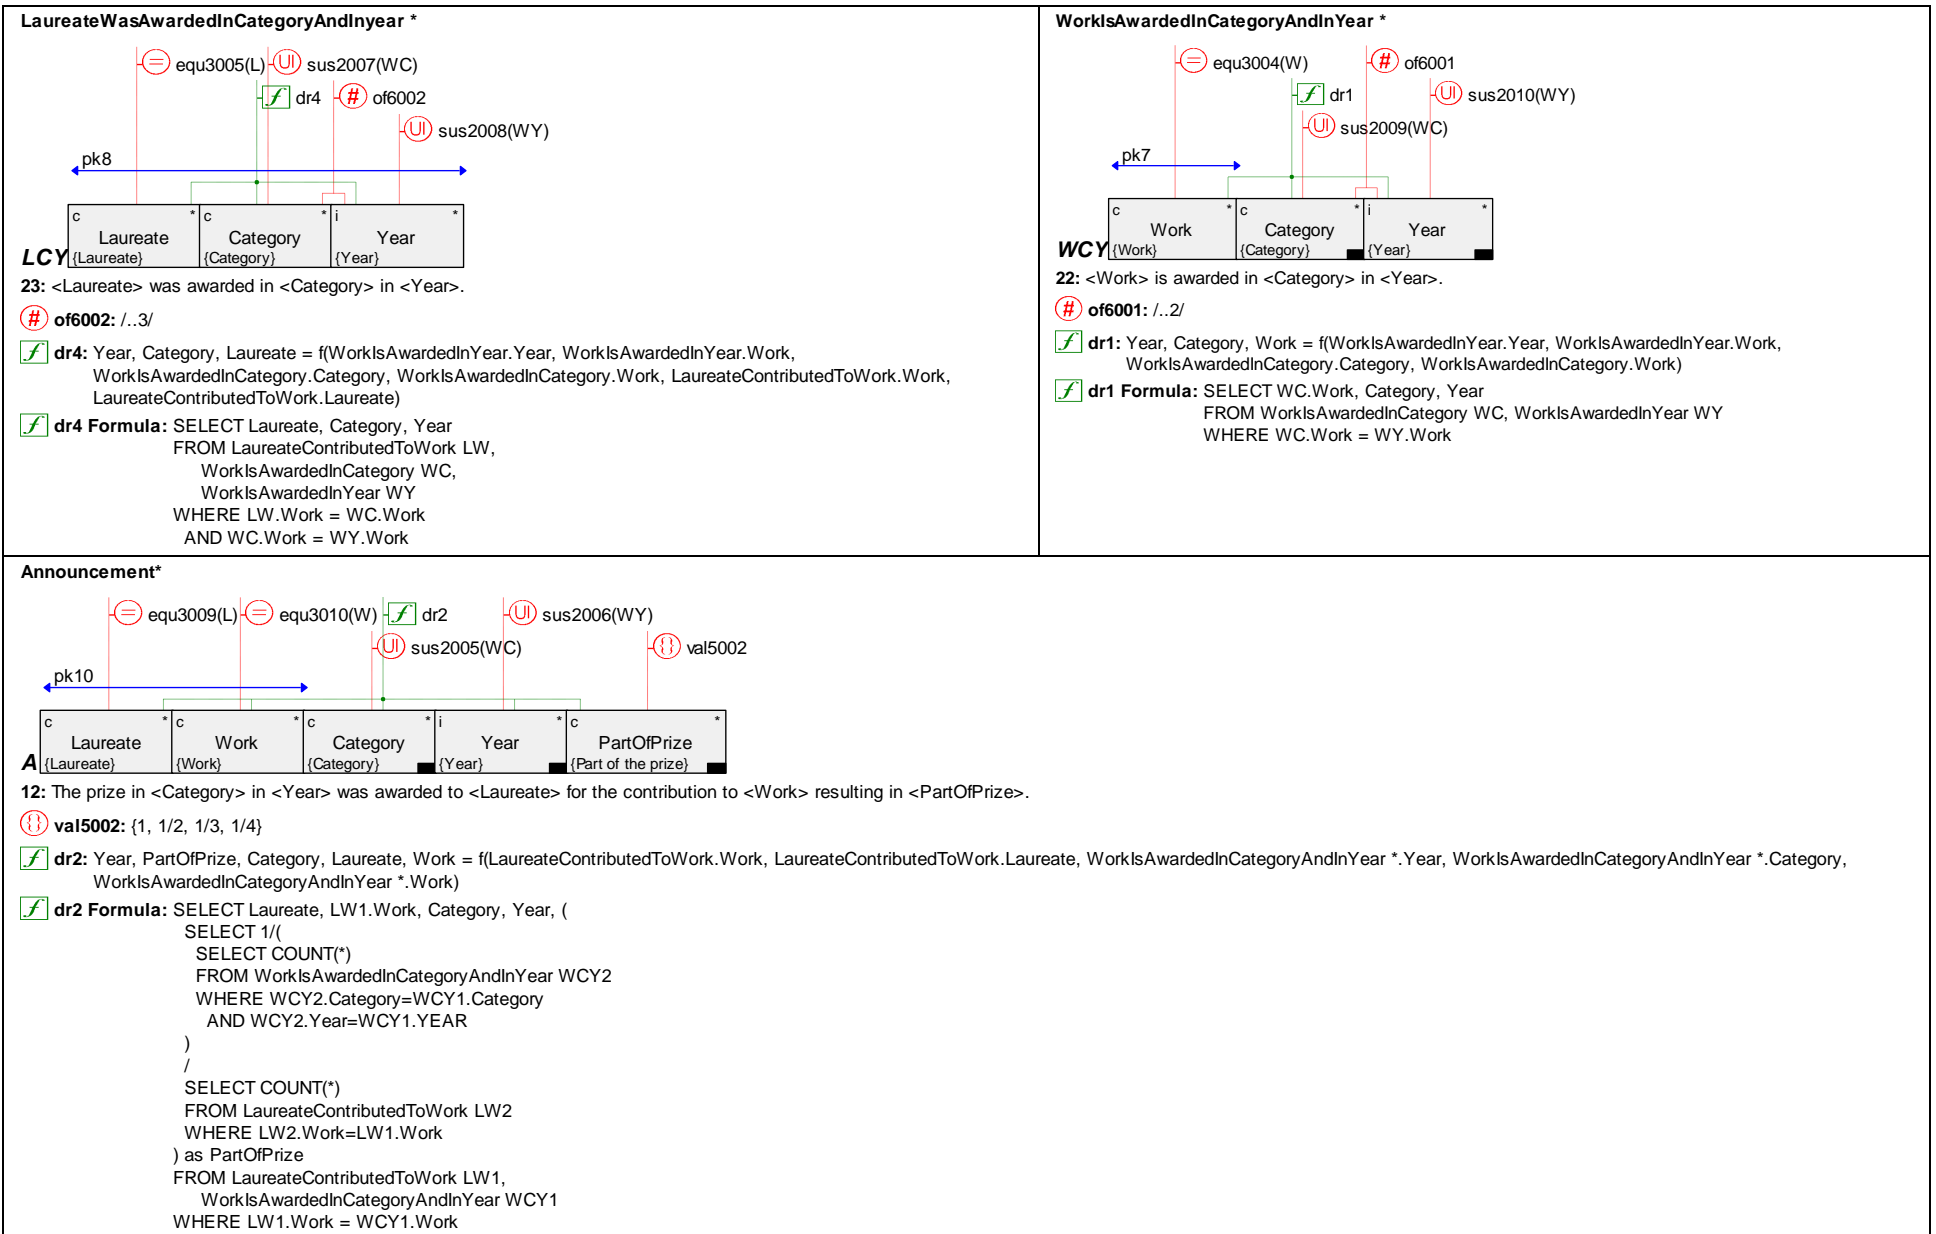 LaureateWasAwardedInCategoryAndInyear *
= equ3005(L) UI sus2007(WC)
f dr4 # of6002
UI sus2008(WY)
pk8
c * c * i *
Laureate Category Year
LCY {Laureate} {Category} {Year}
23: <Laureate> was awarded in <Category> in <Year>.
# of6002: /..3/
f dr4: Year, Category, Laureate = f(WorkIsAwardedInYear.Year, WorkIsAwardedInYear.Work,
WorkIsAwardedInCategory.Category, WorkIsAwardedInCategory.Work, LaureateContributedToWork.Work,
LaureateContributedToWork.Laureate)
f dr4 Formula: SELECT Laureate, Category, Year
FROM LaureateContributedToWork LW,
WorkIsAwardedInCategory WC,
WorkIsAwardedInYear WY
WHERE LW.Work = WC.Work
AND WC.Work = WY.Work
WorkIsAwardedInCategoryAndInYear *
= equ3004(W) # of6001
f dr1 UI sus2010(WY)
UI sus2009(WC)
pk7
c * c * i *
Work Category Year
WCY {Work} {Category} {Year}
22: <Work> is awarded in <Category> in <Year>.
# of6001: /..2/
f dr1: Year, Category, Work = f(WorkIsAwardedInYear.Year, WorkIsAwardedInYear.Work,
WorkIsAwardedInCategory.Category, WorkIsAwardedInCategory.Work)
f dr1 Formula: SELECT WC.Work, Category, Year
FROM WorkIsAwardedInCategory WC, WorkIsAwardedInYear WY
WHERE WC.Work = WY.Work
Announcement*
= equ3009(L) = equ3010(W) f dr2 UI sus2006(WY)
UI sus2005(WC) {} val5002
pk10
c * c * c * i * c *
Laureate Work Category Year PartOfPrize
A {Laureate} {Work} {Category} {Year} {Part of the prize}
12: The prize in <Category> in <Year> was awarded to <Laureate> for the contribution to <Work> resulting in <PartOfPrize>.
{} val5002: {1, 1/2, 1/3, 1/4}
f dr2: Year, PartOfPrize, Category, Laureate, Work = f(LaureateContributedToWork.Work, LaureateContributedToWork.Laureate, WorkIsAwardedInCategoryAndInYear *.Year, WorkIsAwardedInCategoryAndInYear *.Category,
WorkIsAwardedInCategoryAndInYear *.Work)
f dr2 Formula: SELECT Laureate, LW1.Work, Category, Year, (
SELECT 1/(
SELECT COUNT(*)
FROM WorkIsAwardedInCategoryAndInYear WCY2
WHERE WCY2.Category=WCY1.Category
AND WCY2.Year=WCY1.YEAR
)
/
SELECT COUNT(*)
FROM LaureateContributedToWork LW2
WHERE LW2.Work=LW1.Work
) as PartOfPrize
FROM LaureateContributedToWork LW1,
WorkIsAwardedInCategoryAndInYear WCY1
WHERE LW1.Work = WCY1.Work